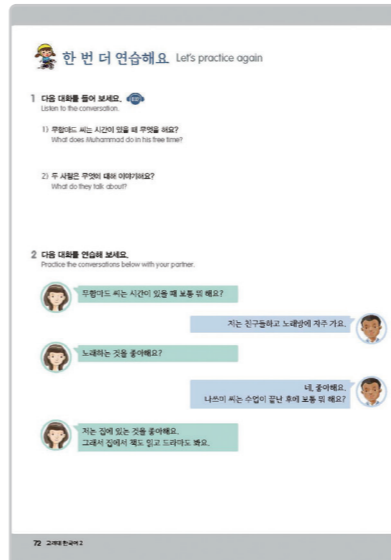 한 번 더 연습해요 Let's practice again
1 다음 대화를 들어 보세요.
Listen to the conversation.
1) 무함마드 씨는 시간이 있을 때 무엇을 해요?
What does Muhammad do in his free time?
2) 두 사람은 무엇에 대해 이야기해요?
What do they talk about?
2 다음 대화를 연습해 보세요.
Practice the conversations below with your partner.
무함마드 씨는 시간이 있을 때 보통 뭐 해요?
저는 친구들하고 노래방에 자주 가요.
노래하는 것을 좋아해요?
네, 좋아해요.
나쓰미 씨는 수업이 끝난 후에 보통 뭐 해요?
저는 집에 있는 것을 좋아해요.
그래서 집에서 책도 읽고 드라마도 봐요.
72 고려대 한국어 2